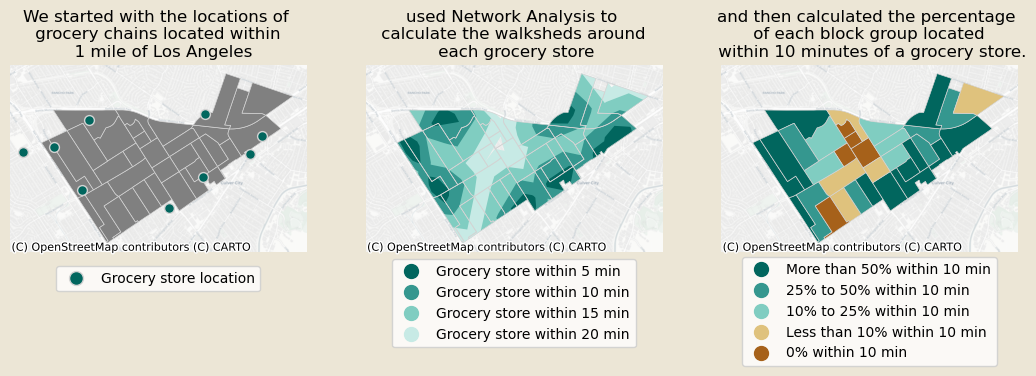 We started with the locations of
grocery chains located within
1 mile of Los Angeles
(C) OpenStreetMap contributors (C) CARTO
Grocery store location
used Network Analysis to
calculate the walksheds around
each grocery store
(C) OpenStreetMap contributors (C) CARTO
Grocery store within 5 min
Grocery store within 10 min
Grocery store within 15 min
Grocery store within 20 min
and then calculated the percentage
of each block group located
within 10 minutes of a grocery store.
(C) OpenStreetMap contributors (C) CARTO
More than 50% within 10 min
25% to 50% within 10 min
10% to 25% within 10 min
Less than 10% within 10 min
0% within 10 min